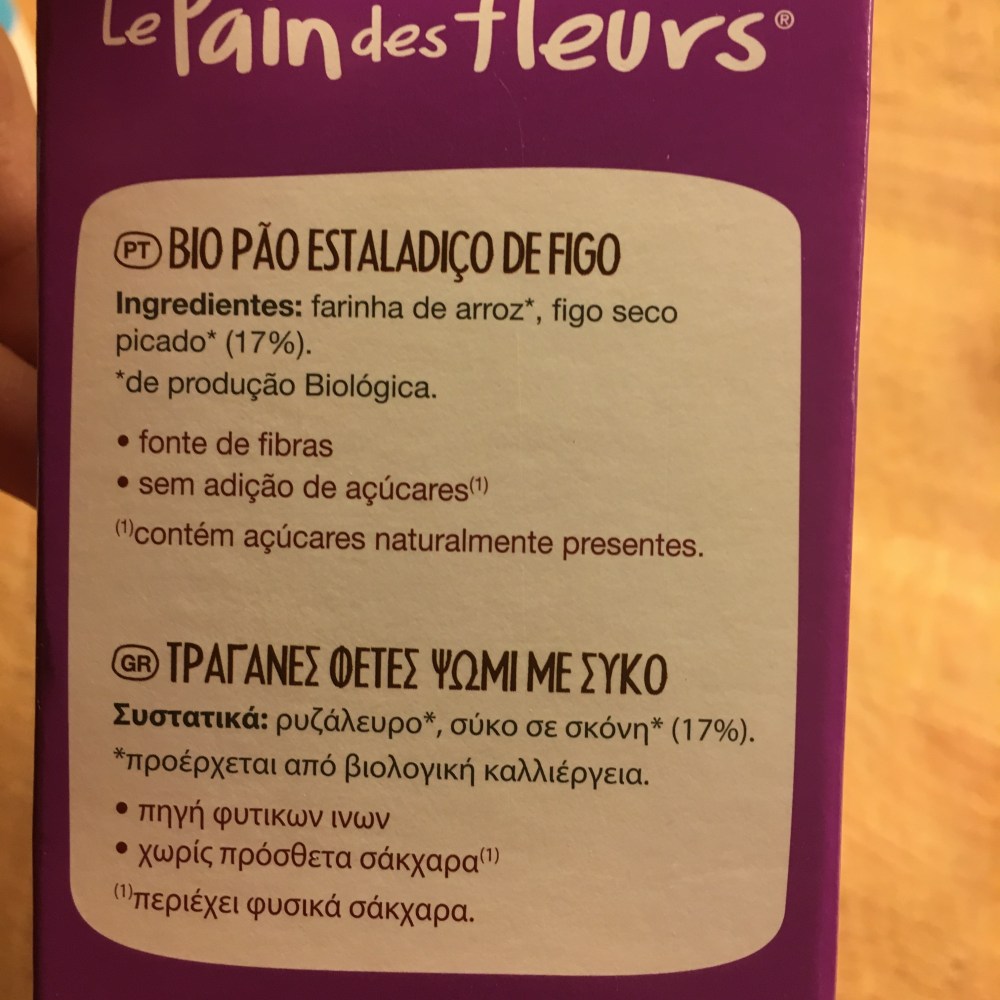 Le Pain des fleurs®
PT BIO PÃO ESTALADIÇO DE FIGO
Ingredientes: farinha de arroz*, figo seco
picado* (17%).
*de produção Biológica.
• fonte de fibras
• sem adição de açúcares(1)
(1)contém açúcares naturalmente presentes.
GR ΤΡΑΓΑΝΕΣ ΦΕΤΕΣ ΨΩΜΙ ΜΕ ΣΥΚΟ
Συστατικά: ρυζάλευρο*, σύκο σε σκόνη* (17%).
*προέρχεται από βιολογική καλλιέργεια.
• πηγή φυτικων ινων
• χωρίς πρόσθετα σάκχαρα(1)
(1)περιέχει φυσικά σάκχαρα.